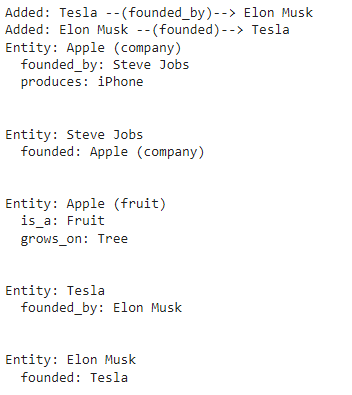 Added: Tesla --(founded_by)--> Elon Musk
Added: Elon Musk --(founded)--> Tesla
Entity: Apple (company)
  founded_by: Steve Jobs
  produces: iPhone
Entity: Steve Jobs
  founded: Apple (company)
Entity: Apple (fruit)
  is_a: Fruit
  grows_on: Tree
Entity: Tesla
  founded_by: Elon Musk
Entity: Elon Musk
  founded: Tesla